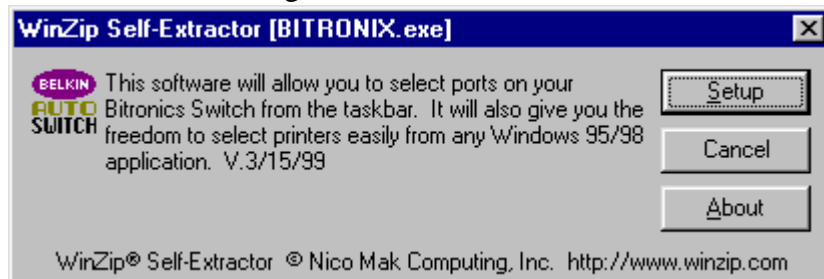 WinZip Self-Extractor [BITRONIX.exe]
BELKIN
AUTO
SWITCH
This software will allow you to select ports on your
Bitronics Switch from the taskbar. It will also give you the
freedom to select printers easily from any Windows 95/98
application. V.3/15/99
Setup
Cancel
About
WinZip® Self-Extractor © Nico Mak Computing, Inc. http://www.winzip.com